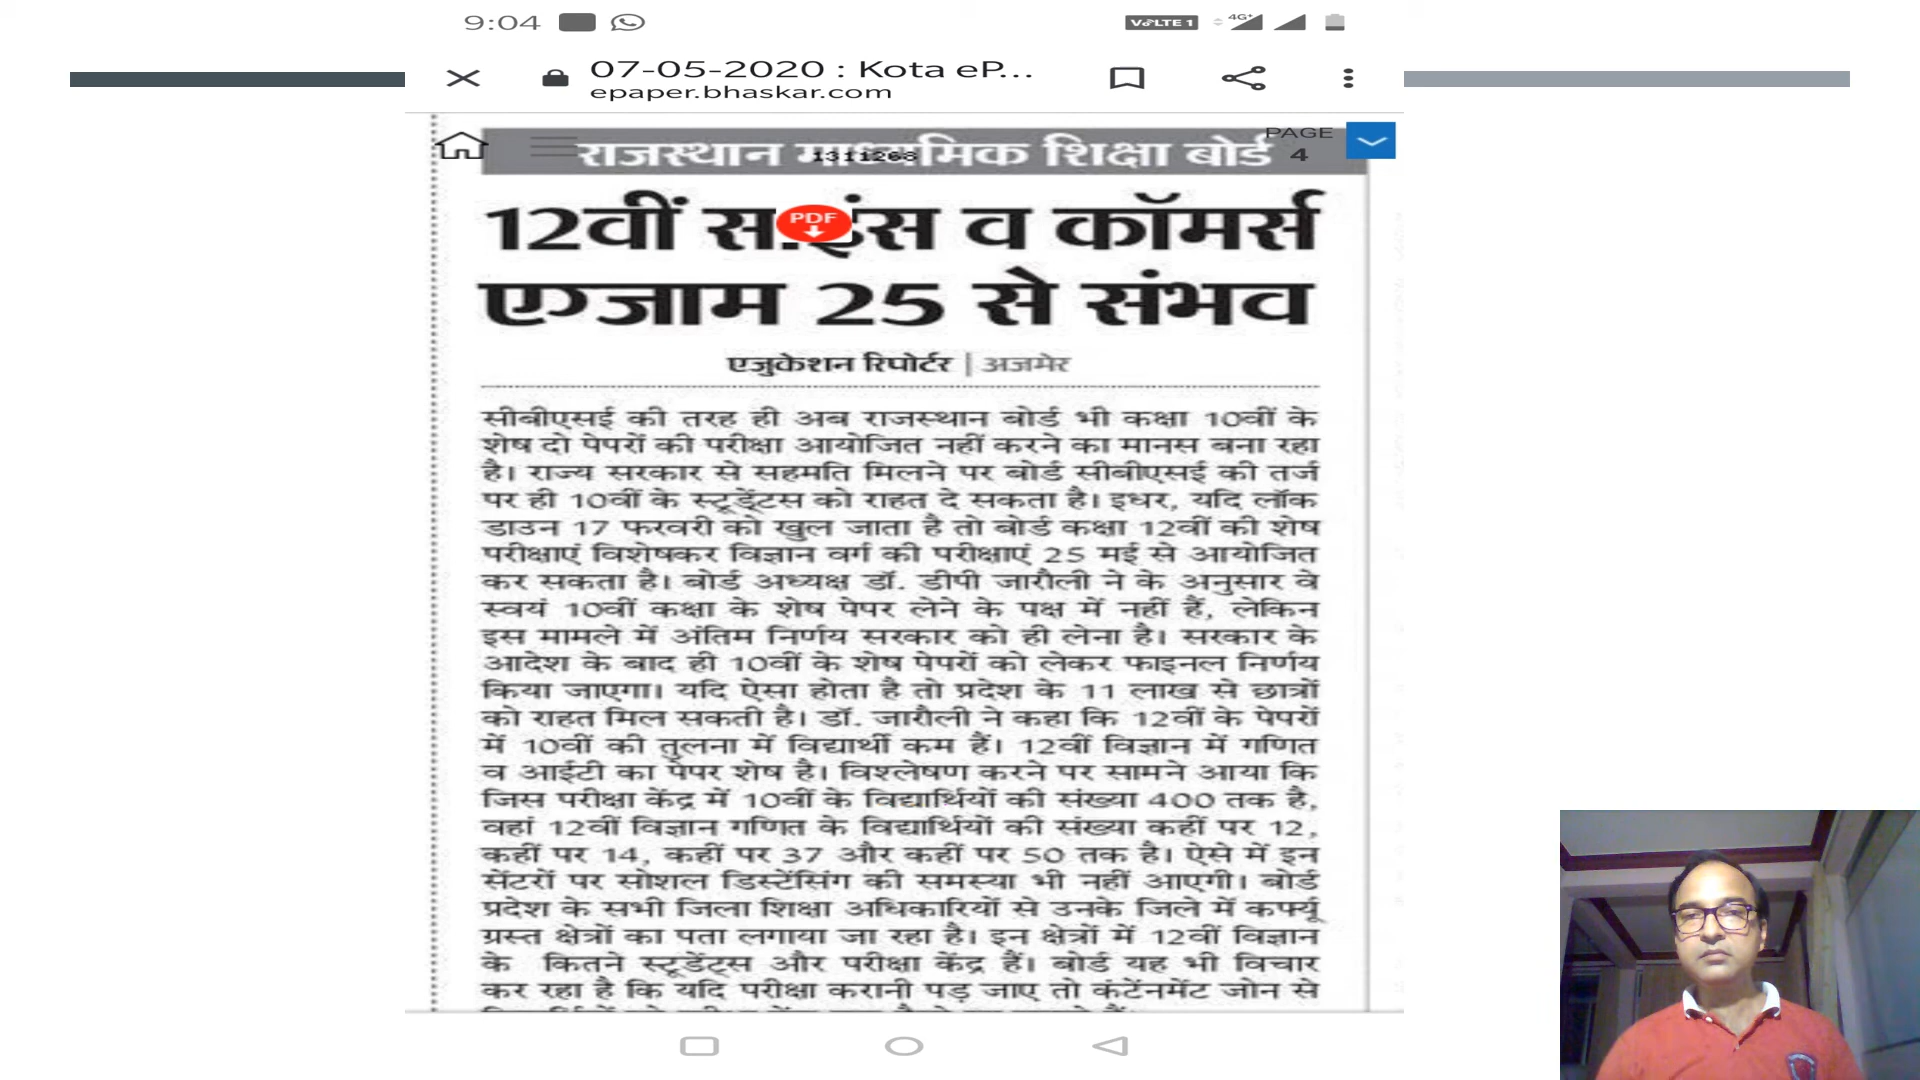 9:04
VoLTE 1 4G+
07-05-2020 : Kota eP...
epaper.bhaskar.com
PAGE
4
1311268
राजस्थान माध्यमिक शिक्षा बोर्ड
PDF
12वीं साइंस व कॉमर्स
एग्जाम 25 से संभव
एजुकेशन रिपोर्टर | अजमेर
सीबीएसई की तरह ही अब राजस्थान बोर्ड भी कक्षा 10वीं के
शेष दो पेपरों की परीक्षा आयोजित नहीं करने का मानस बना रहा
है। राज्य सरकार से सहमति मिलने पर बोर्ड सीबीएसई की तर्ज
पर ही 10वीं के स्टूडेंटस को राहत दे सकता है। इधर, यदि लॉक
डाउन 17 फरवरी को खुल जाता है तो बोर्ड कक्षा 12वीं की शेष
परीक्षाएं विशेषकर विज्ञान वर्ग की परीक्षाएं 25 मई से आयोजित
कर सकता है। बोर्ड अध्यक्ष डॉ. डीपी जारौली ने के अनुसार वे
स्वयं 10वीं कक्षा के शेष पेपर लेने के पक्ष में नहीं हैं, लेकिन
इस मामले में अंतिम निर्णय सरकार को ही लेना है। सरकार के
आदेश के बाद ही 10वीं के शेष पेपरों को लेकर फाइनल निर्णय
किया जाएगा। यदि ऐसा होता है तो प्रदेश के 11 लाख से छात्रों
को राहत मिल सकती है। डॉ. जारौली ने कहा कि 12वीं के पेपरों
में 10वीं की तुलना में विद्यार्थी कम हैं। 12वीं विज्ञान में गणित
व आईटी का पेपर शेष है। विश्लेषण करने पर सामने आया कि
जिस परीक्षा केंद्र में 10वीं के विद्यार्थियों की संख्या 400 तक है,
वहां 12वीं विज्ञान गणित के विद्यार्थियों की संख्या कहीं पर 12,
कहीं पर 14, कहीं पर 37 और कहीं पर 50 तक है। ऐसे में इन
सेंटरों पर सोशल डिस्टेंसिंग की समस्या भी नहीं आएगी। बोर्ड
प्रदेश के सभी जिला शिक्षा अधिकारियों से उनके जिले में कर्फ्यू
ग्रस्त क्षेत्रों का पता लगाया जा रहा है। इन क्षेत्रों में 12वीं विज्ञान
के कितने स्टूडेंट्स और परीक्षा केंद्र हैं। बोर्ड यह भी विचार
कर रहा है कि यदि परीक्षा करानी पड़ जाए तो कंटेंनमेंट जोन से